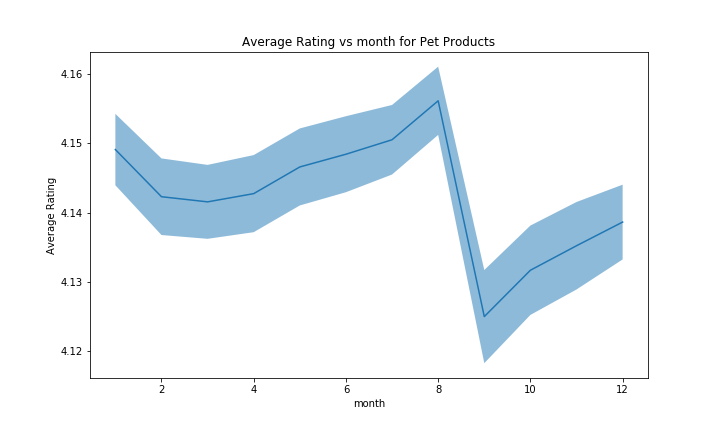 Average Rating vs month for Pet Products
4.16
4.15
4.14
4.13
4.12
Average Rating
2 4 6 8 10 12
month